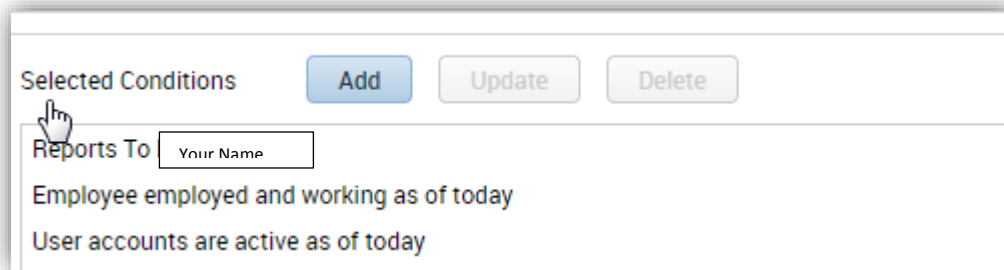 Selected Conditions Add Update Delete
Reports To Your Name
Employee employed and working as of today
User accounts are active as of today